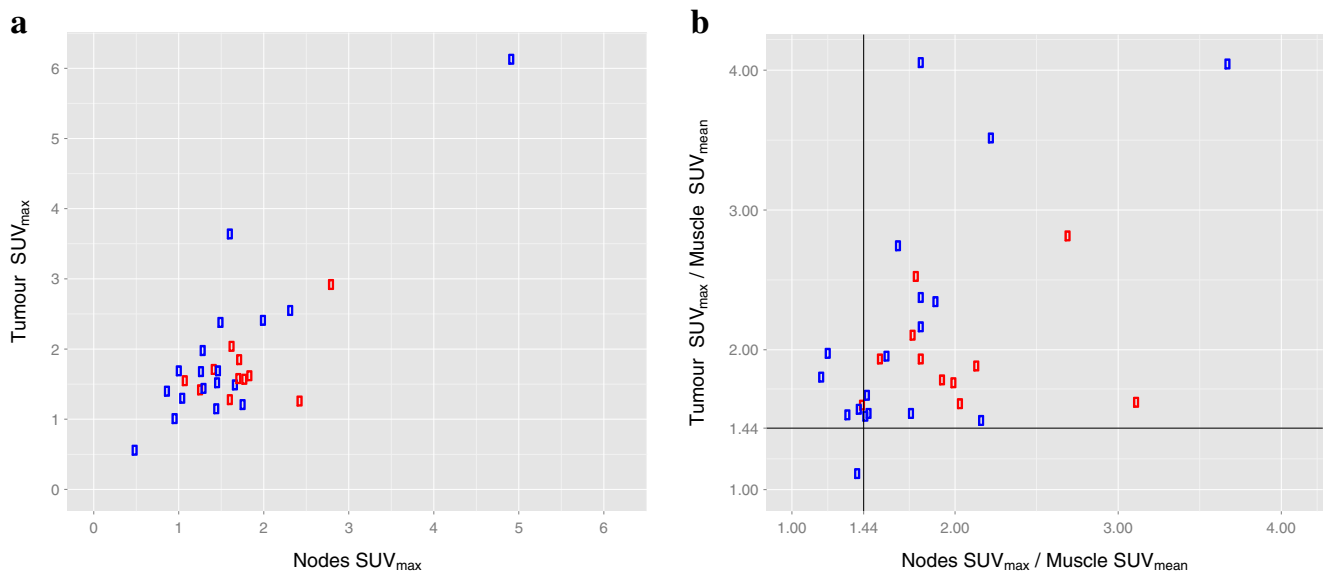 a
b
Tumour SUVmax
6
5
4
3
2
1
0
0 1 2 3 4 5 6
Nodes SUVmax
Tumour SUVmax / Muscle SUVmean
4.00
3.00
2.00
1.44
1.00
1.00 1.44 2.00 3.00 4.00
Nodes SUVmax / Muscle SUVmean